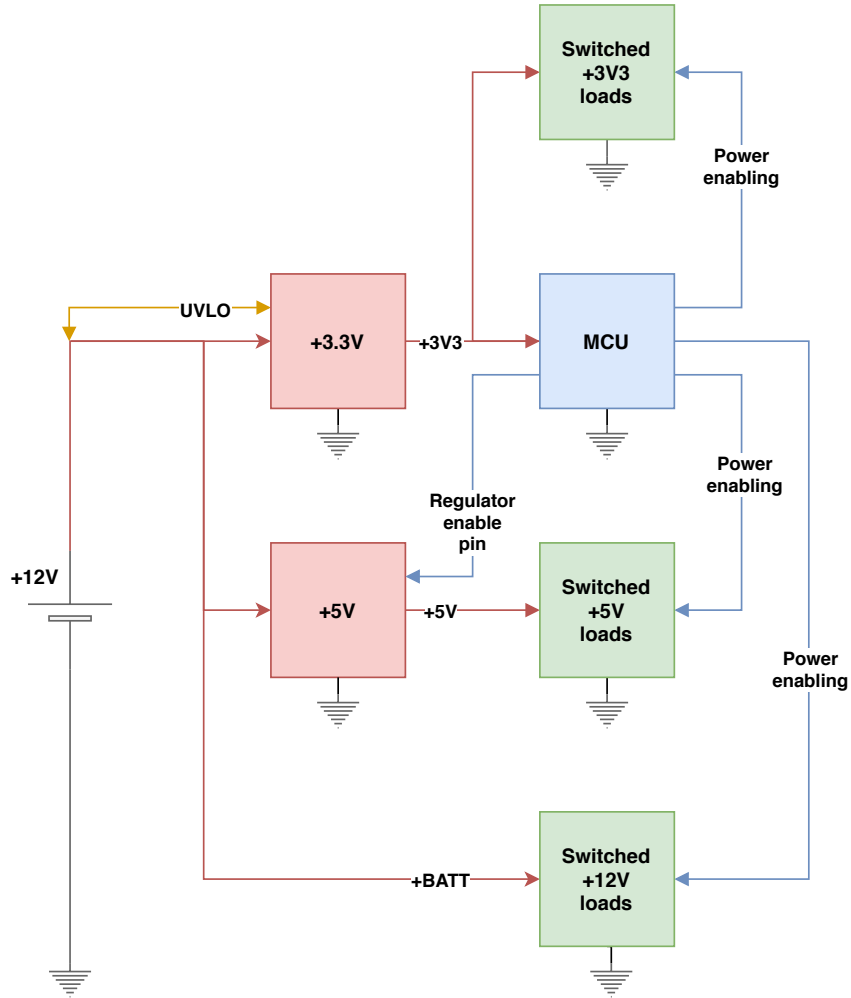 Switched
+3V3
loads
Power
enabling
UVLO
+3.3V
+3V3
MCU
Power
enabling
Regulator
enable
pin
+12V
+5V
+5V
Switched
+5V
loads
Power
enabling
+BATT
Switched
+12V
loads